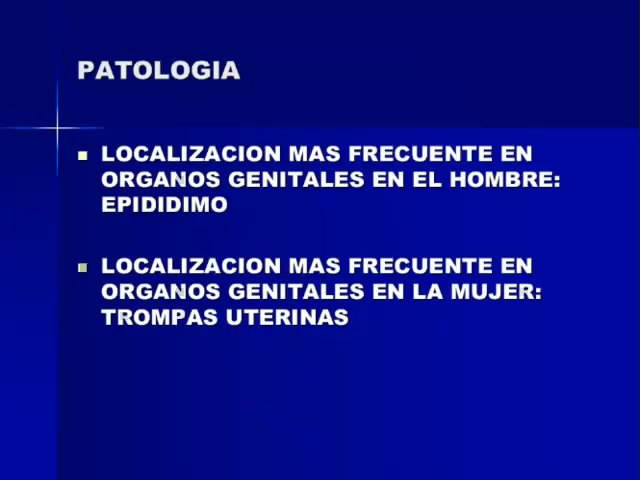 PATOLOGIA
LOCALIZACION MAS FRECUENTE EN
ORGANOS GENITALES EN EL HOMBRE:
EPIDIDIMO
LOCALIZACION MAS FRECUENTE EN
ORGANOS GENITALES EN LA MUJER:
TROMPAS UTERINAS